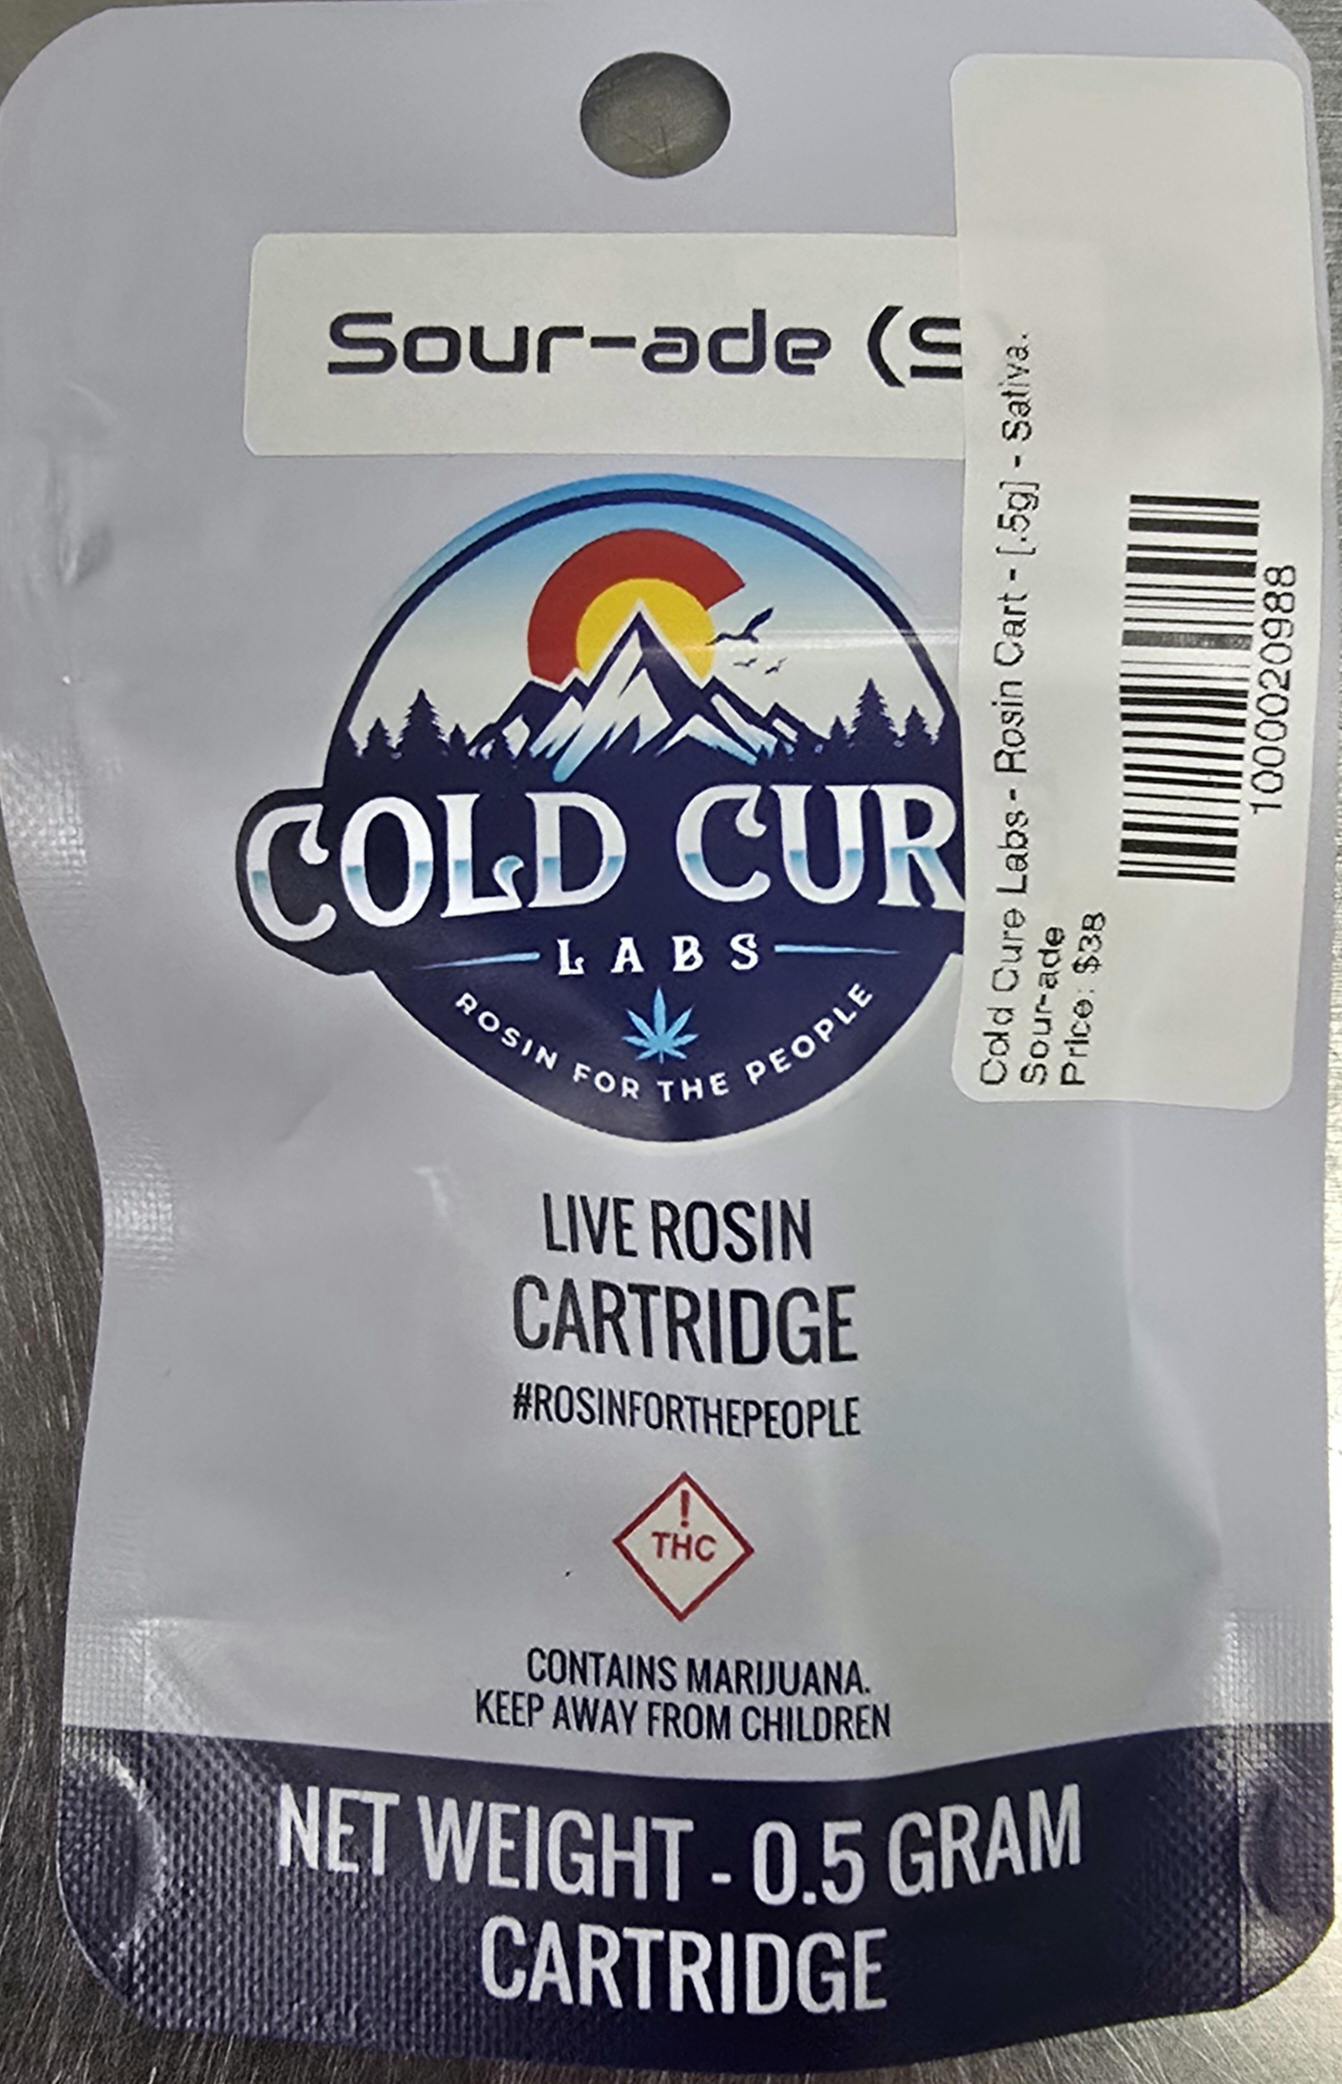 Sour-ade (S
COLD CUR
LABS
ROSIN FOR THE PEOPLE
Cold Cure Labs - Rosin Cart - [.5g] - Sativa.
Sour-ade
Price: $38
1000020988
LIVE ROSIN
CARTRIDGE
#ROSINFORTHEPEOPLE
!
THC
CONTAINS MARIJUANA.
KEEP AWAY FROM CHILDREN
NET WEIGHT - 0.5 GRAM
CARTRIDGE